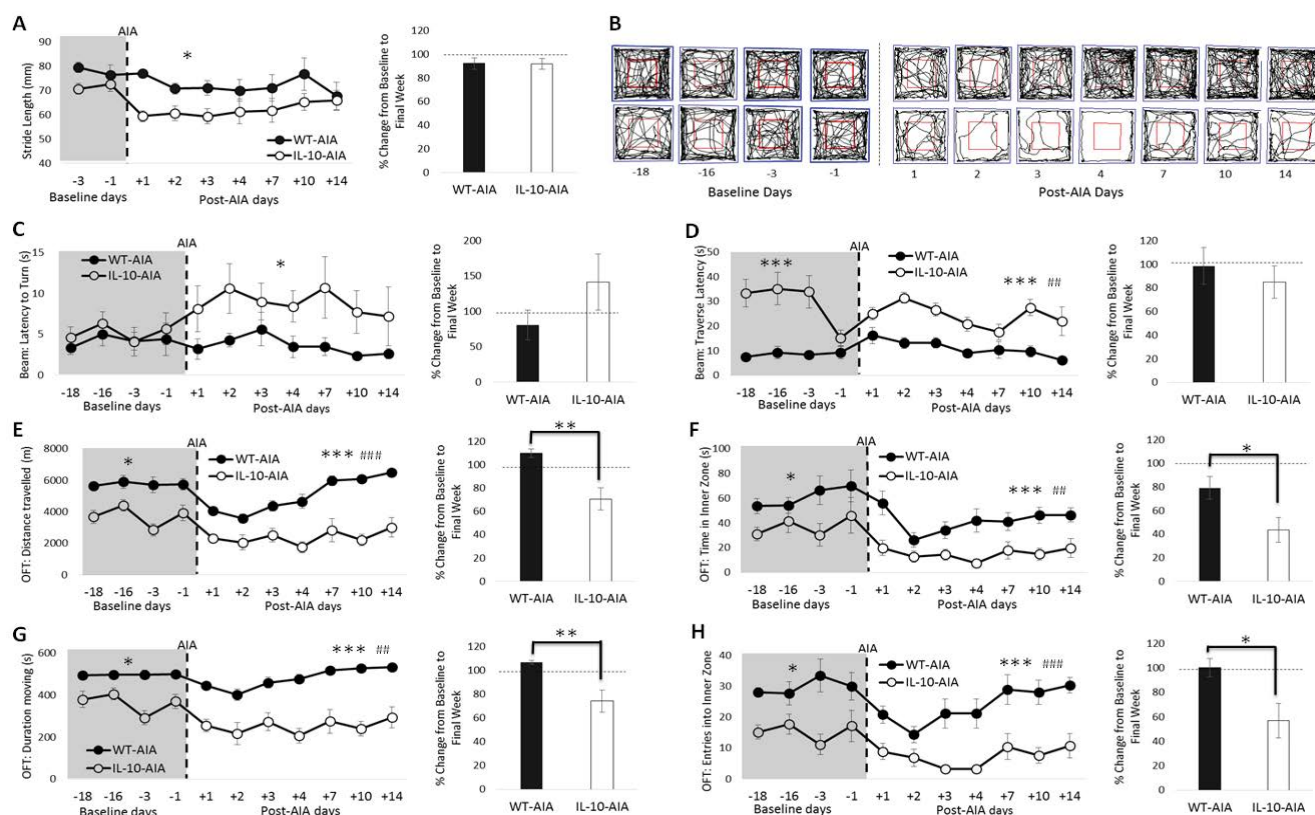 A
AIA
*
Stride Length (mm)
90
80
70
60
50
40
WT-AIA
IL-10-AIA
-3 -1 +1 +2 +3 +4 +7 +10 +14
Baseline days Post-AIA days
% Change from Baseline to
Final Week
120
100
80
60
40
20
0
WT-AIA IL-10-AIA
B
-18 -16 -3 -1 1 2 3 4 7 10 14
Baseline Days Post-AIA Days
C
AIA
WT-AIA
IL-10-AIA
*
Beam: Latency to Turn (s)
15
10
5
0
-18 -16 -3 -1 +1 +2 +3 +4 +7 +10 +14
Baseline days Post-AIA days
% Change from Baseline to
Final Week
200
150
100
50
0
WT-AIA IL-10-AIA
D
AIA
WT-AIA
IL-10-AIA
*** *** ##
Beam: Traverse Latency (s)
50
40
30
20
10
0
-18 -16 -3 -1 +1 +2 +3 +4 +7 +10 +14
Baseline days Post-AIA days
% Change from Baseline to
Final Week
120
100
80
60
40
20
0
WT-AIA IL-10-AIA
E
AIA
WT-AIA
IL-10-AIA
* *** ###
OFT: Distance travelled (m)
8000
6000
4000
2000
0
-18 -16 -3 -1 +1 +2 +3 +4 +7 +10 +14
Baseline days Post-AIA days
**
% Change from Baseline to
Final Week
120
100
80
60
40
20
0
WT-AIA IL-10-AIA
F
AIA
WT-AIA
IL-10-AIA
* *** ##
OFT: Time in Inner Zone (s)
100
80
60
40
20
0
-18 -16 -3 -1 +1 +2 +3 +4 +7 +10 +14
Baseline days Post-AIA days
*
% Change from Baseline to
Final Week
120
100
80
60
40
20
0
WT-AIA IL-10-AIA
G
AIA
* *** ##
OFT: Duration moving (s)
600
400
200
0
WT-AIA
IL-10-AIA
-18 -16 -3 -1 +1 +2 +3 +4 +7 +10 +14
Baseline days Post-AIA days
**
% Change from Baseline to
Final Week
120
100
80
60
40
20
0
WT-AIA IL-10-AIA
H
AIA
WT-AIA
IL-10-AIA
* *** ###
OFT: Entries into Inner Zone
40
30
20
10
0
-18 -16 -3 -1 +1 +2 +3 +4 +7 +10 +14
Baseline days Post-AIA days
*
% Change from Baseline to
Final Week
120
100
80
60
40
20
0
WT-AIA IL-10-AIA